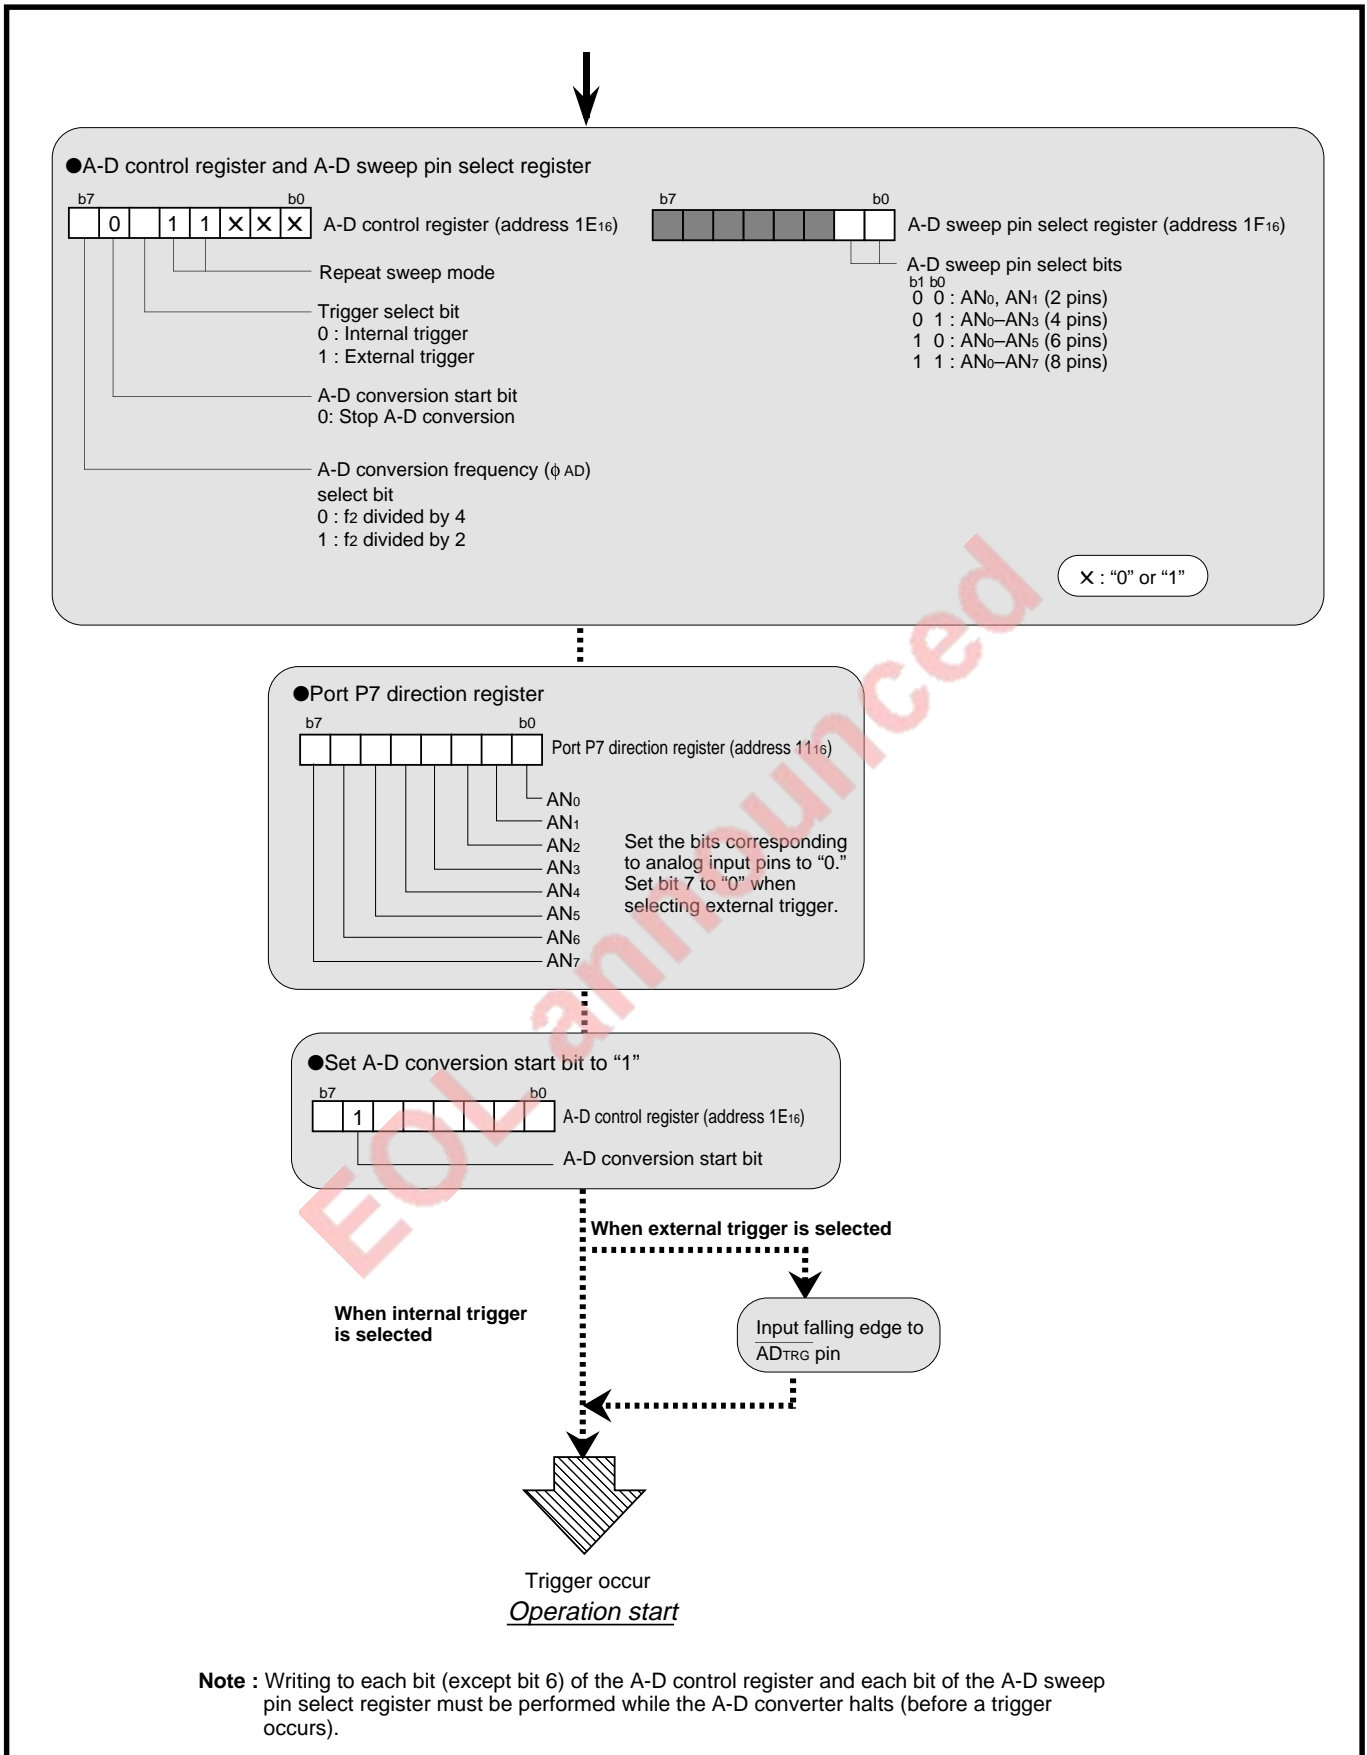 ●A-D control register and A-D sweep pin select register
b7 b0
0 1 1 X X X A-D control register (address 1E16)
Repeat sweep mode
Trigger select bit
0 : Internal trigger
1 : External trigger
A-D conversion start bit
0: Stop A-D conversion
A-D conversion frequency (ϕ AD)
select bit
0 : f2 divided by 4
1 : f2 divided by 2
b7 b0
A-D sweep pin select register (address 1F16)
A-D sweep pin select bits
b1 b0
0 0 : AN0, AN1 (2 pins)
0 1 : AN0–AN3 (4 pins)
1 0 : AN0–AN5 (6 pins)
1 1 : AN0–AN7 (8 pins)
X : “0” or “1”
●Port P7 direction register
b7 b0
Port P7 direction register (address 1116)
AN0
AN1
AN2
AN3
AN4
AN5
AN6
AN7
Set the bits corresponding
to analog input pins to “0.”
Set bit 7 to “0” when
selecting external trigger.
●Set A-D conversion start bit to “1”
b7 b0
1 A-D control register (address 1E16)
A-D conversion start bit
When external trigger is selected
When internal trigger
is selected
Input falling edge to
ADTRG pin
Trigger occur
Operation start
Note : Writing to each bit (except bit 6) of the A-D control register and each bit of the A-D sweep
pin select register must be performed while the A-D converter halts (before a trigger
occurs).
EOL announced